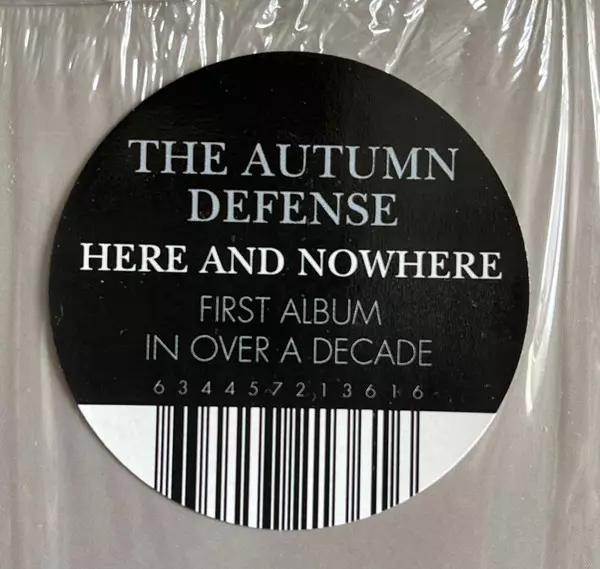 THE AUTUMN
DEFENSE
HERE AND NOWHERE
FIRST ALBUM
IN OVER A DECADE
634457213616